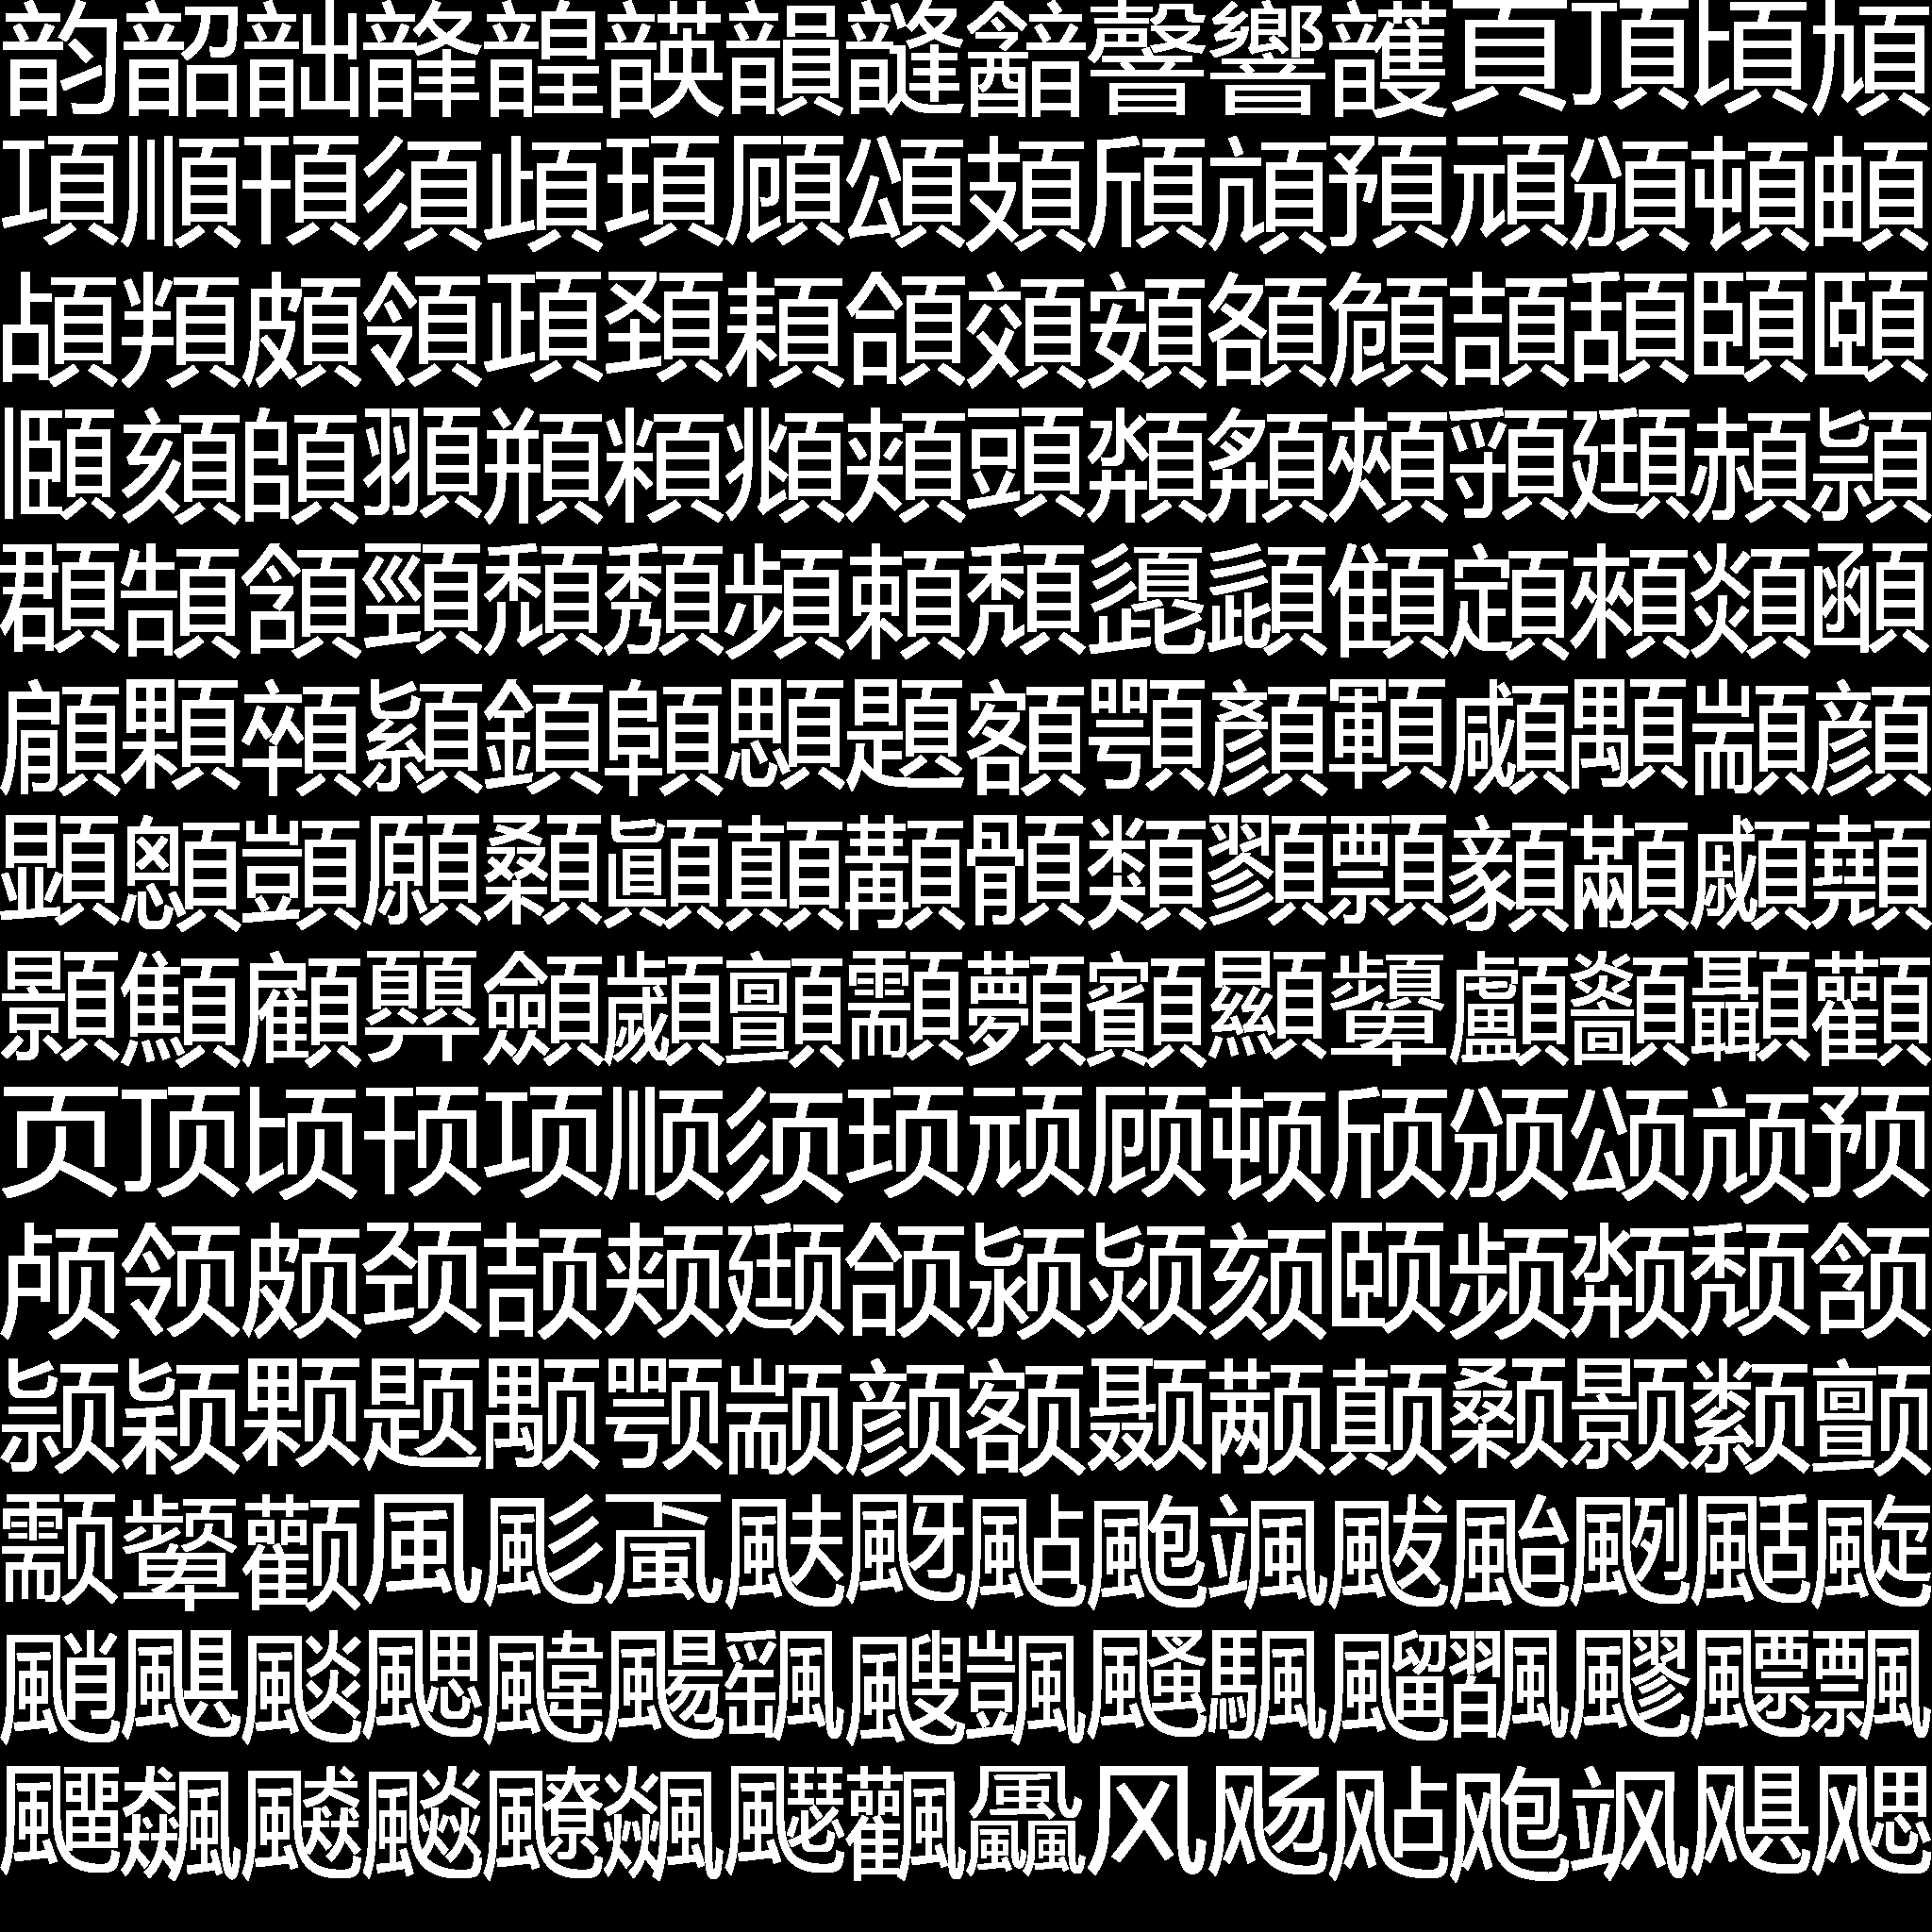 韵韶韷韸韹韺韻韼韽韾響頀頁頂頃頄
項順頇須頉頊頋頌頍頎頏預頑頒頓頔
頕頖頗領頙頚頛頜頝頞頟頠頡頢頣頤
頥頦頧頨頩頪頫頬頭頮頯頰頱頲頳頴
頵頶頷頸頹頺頻頼頽頾頿顀顁顂顃顄
顅顆顇顈顉顊顋題額顎顏顐顑顒顓顔
顕顖顗願顙顚顛顜顝類顟顠顡顢顣顤
顥顦顧顨顩顪顫顬顭顮顯顰顱顲顳顴
页顶顷顸项顺须顼顽顾顿颀颁颂颃预
颅领颇颈颉颊颋颌颍颎颏颐频颒颓颔
颕颖颗题颙颚颛颜额颞颟颠颡颢颣颤
颥颦颧風颩颪颫颬颭颮颯颰颱颲颳颴
颵颶颷颸颹颺颻颼颽颾颿飀飁飂飃飄
飅飆飇飈飉飊飋飌飍风飏飐飑飒飓飔